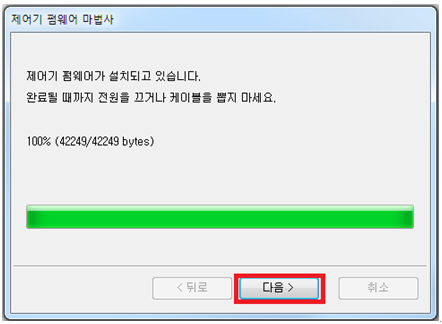 제어기 펌웨어 마법사
제어기 펌웨어가 설치되고 있습니다.
완료될 때까지 전원을 끄거나 케이블을 뽑지 마세요.
100% (42249/42249 bytes)
< 뒤로
다음 >
취소